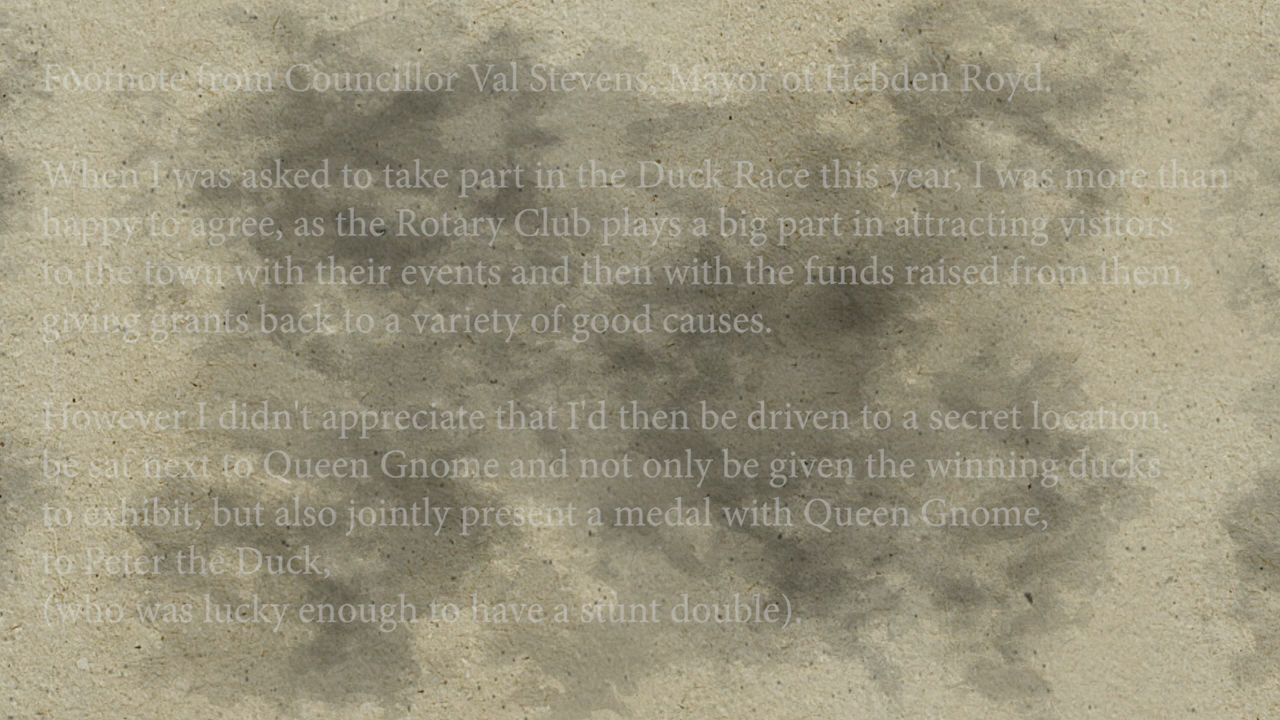 Footnote from Councillor Val Stevens, Mayor of Hebden Royd.
When I was asked to take part in the Duck Race this year, I was more than
happy to agree, as the Rotary Club plays a big part in attracting visitors
to the town with their events and then with the funds raised from them,
giving grants back to a variety of good causes.
However I didn't appreciate that I'd then be driven to a secret location,
be sat next to Queen Gnome and not only be given the winning ducks
to exhibit, but also jointly present a medal with Queen Gnome,
to Peter the Duck,
(who was lucky enough to have a stunt double).